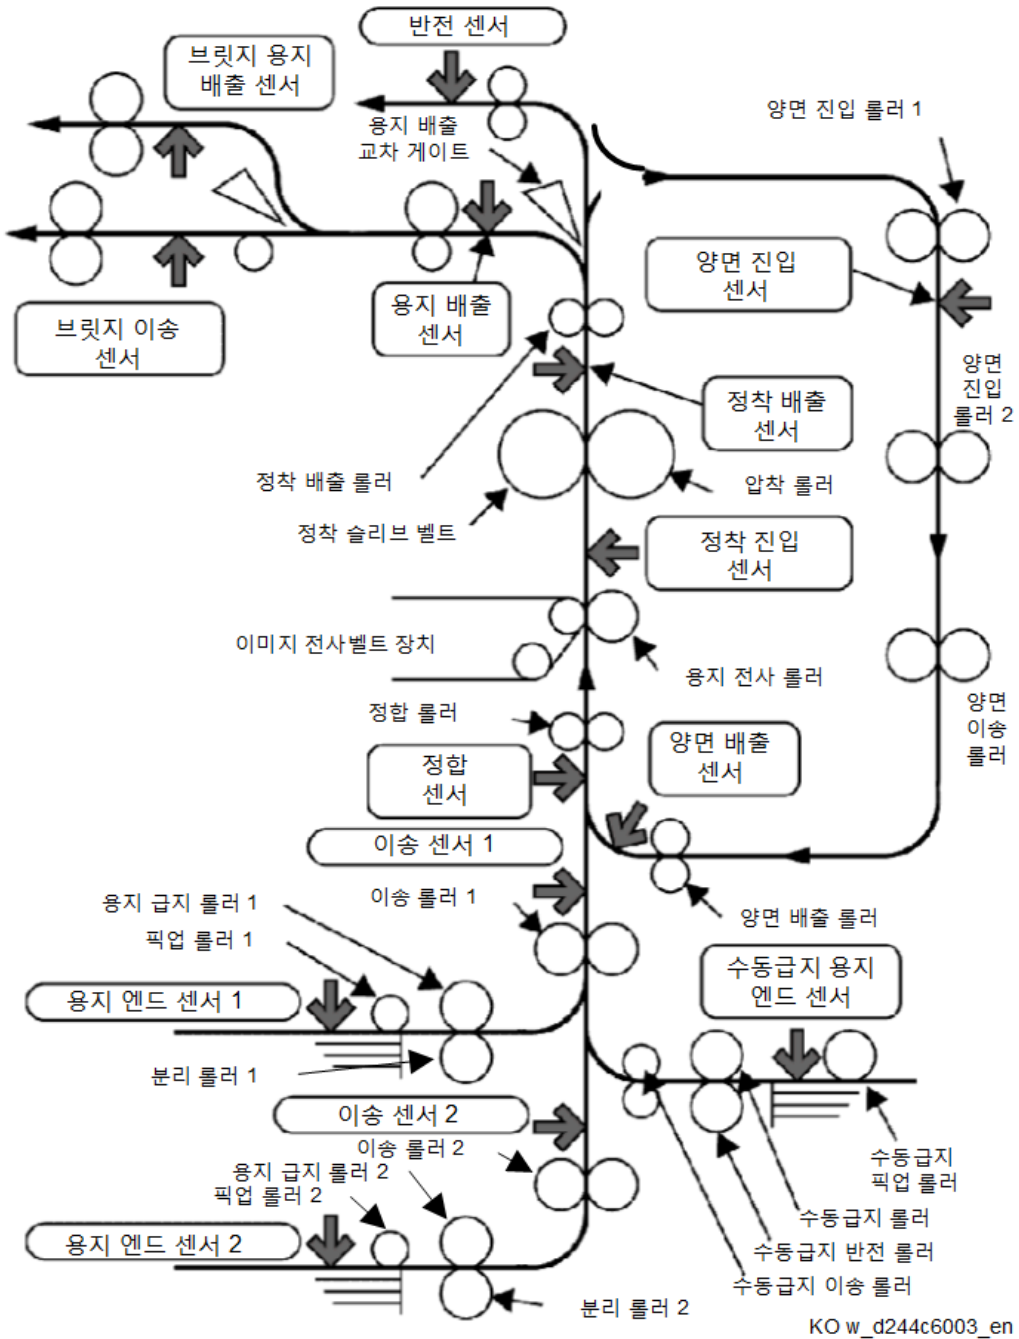 반전 센서
브릿지 용지
배출 센서
용지 배출
교차 게이트
양면 진입 롤러 1
양면 진입
센서
브릿지 이송
센서
용지 배출
센서
양면
진입
롤러 2
정착 배출
센서
정착 배출 롤러
압착 롤러
정착 슬리브 벨트
정착 진입
센서
이미지 전사벨트 장치
용지 전사 롤러
양면
이송
롤러
정합 롤러
양면 배출
센서
정합
센서
이송 센서 1
이송 롤러 1
용지 급지 롤러 1
픽업 롤러 1
양면 배출 롤러
수동급지 용지
엔드 센서
용지 엔드 센서 1
분리 롤러 1
이송 센서 2
이송 롤러 2
용지 급지 롤러 2
픽업 롤러 2
수동급지
픽업 롤러
수동급지 롤러
용지 엔드 센서 2
수동급지 반전 롤러
수동급지 이송 롤러
분리 롤러 2
KO w_d244c6003_en